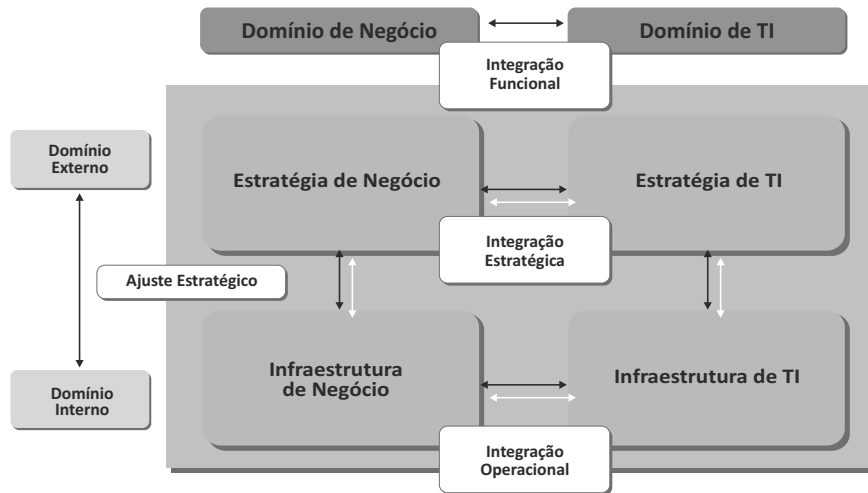 Domínio de Negócio
Domínio de TI
Integração
Funcional
Domínio
Externo
Estratégia de Negócio
Estratégia de TI
Integração
Estratégica
Ajuste Estratégico
Infraestrutura
de Negócio
Infraestrutura de TI
Domínio
Interno
Integração
Operacional